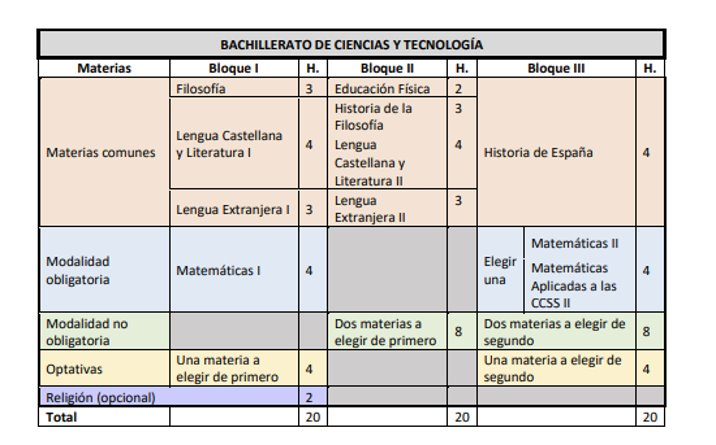 BACHILLERATO DE CIENCIAS Y TECNOLOGÍA
Materias Bloque I H. Bloque II H. Bloque III H.
Materias comunes
Filosofía 3
Lengua Castellana
y Literatura I
4
Lengua Extranjera I 3
Educación Física 2
Historia de la
Filosofía
3
Lengua
Castellana y
Literatura II
4
Lengua
Extranjera II
3
Historia de España 4
Modalidad
obligatoria
Matemáticas I 4
Elegir
una
Matemáticas II
Matemáticas
Aplicadas a las
CCSS II
4
Modalidad no
obligatoria
Dos materias a
elegir de primero
8
Dos materias a elegir de
segundo
8
Optativas
Una materia a
elegir de primero
4
Una materia a elegir de
segundo
4
Religión (opcional) 2
Total 20 20 20